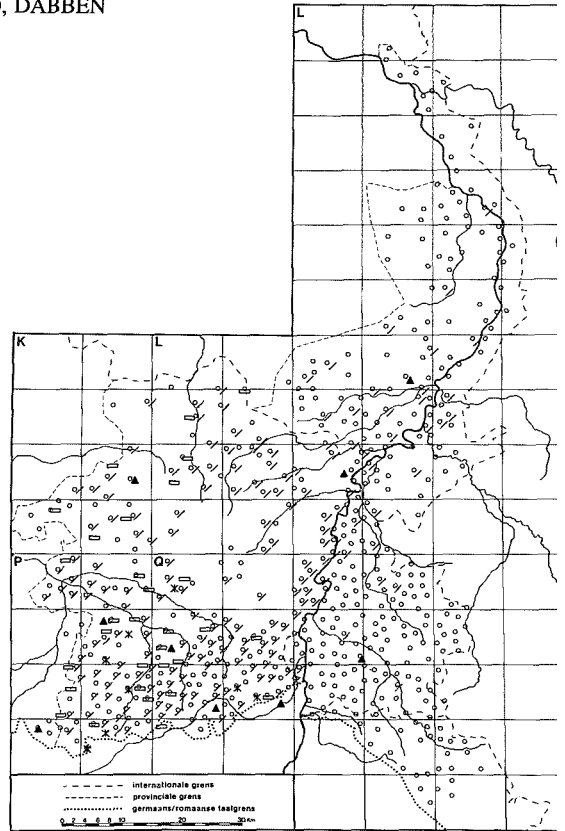 , DABBEN
L
K
L
P
Q
internationale grens
provinciale grens
germaans/romaanse taalgrens
0 2 4 6 8 10 20 30 Km